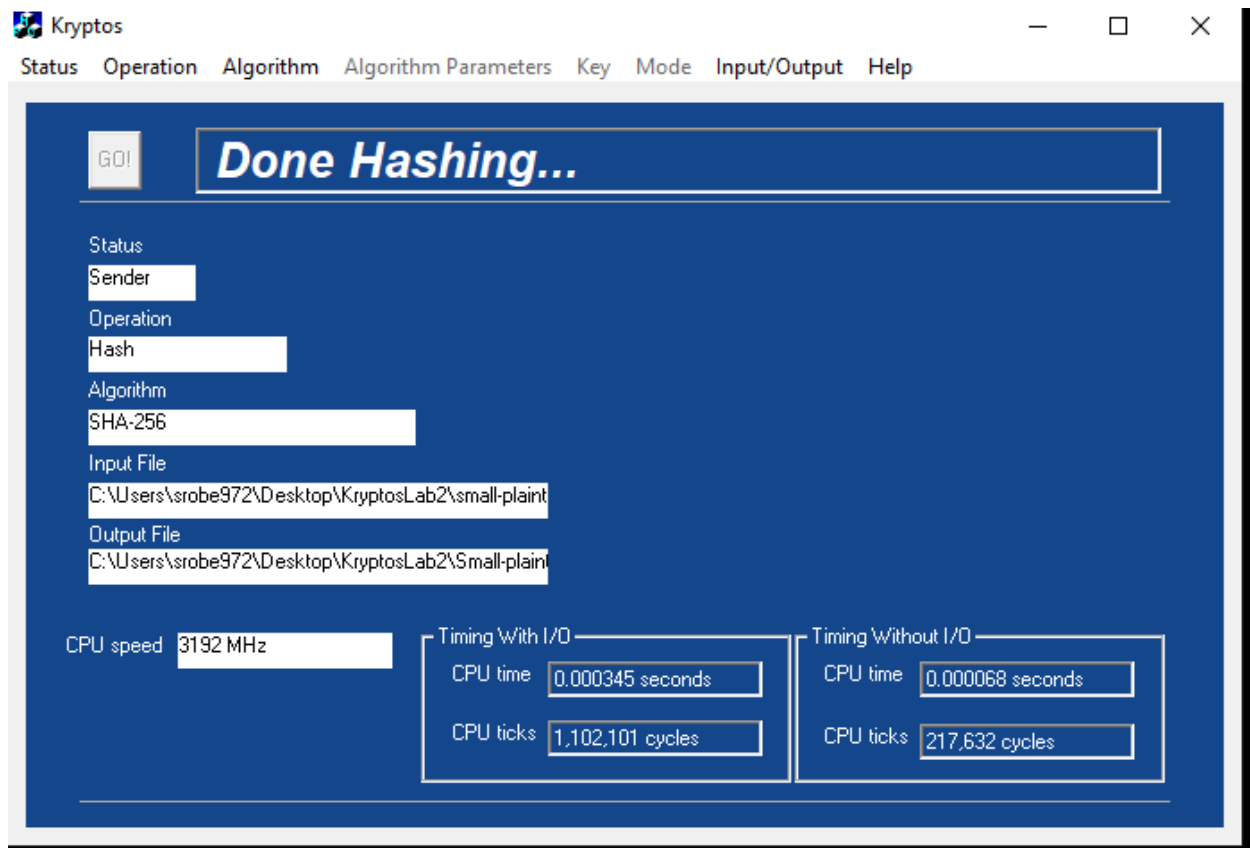 Kryptos
Status Operation Algorithm Algorithm Parameters Key Mode Input/Output Help
GO! Done Hashing...
Status
Sender
Operation
Hash
Algorithm
SHA-256
Input File
C:\Users\srobe972\Desktop\KryptosLab2\small-plaint
Output File
C:\Users\srobe972\Desktop\KryptosLab2\Small-plaint
CPU speed 3192 MHz
Timing With I/O
CPU time 0.000345 seconds
CPU ticks 1,102,101 cycles
Timing Without I/O
CPU time 0.000068 seconds
CPU ticks 217,632 cycles